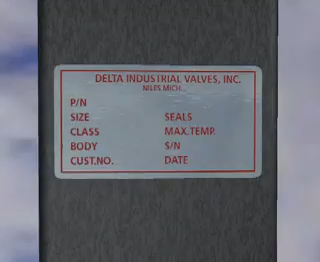 DELTA INDUSTRIAL VALVES, INC.
NILES MICH..
P/N
SIZE SEALS
CLASS MAX.TEMP.
BODY S/N
CUST.NO. DATE